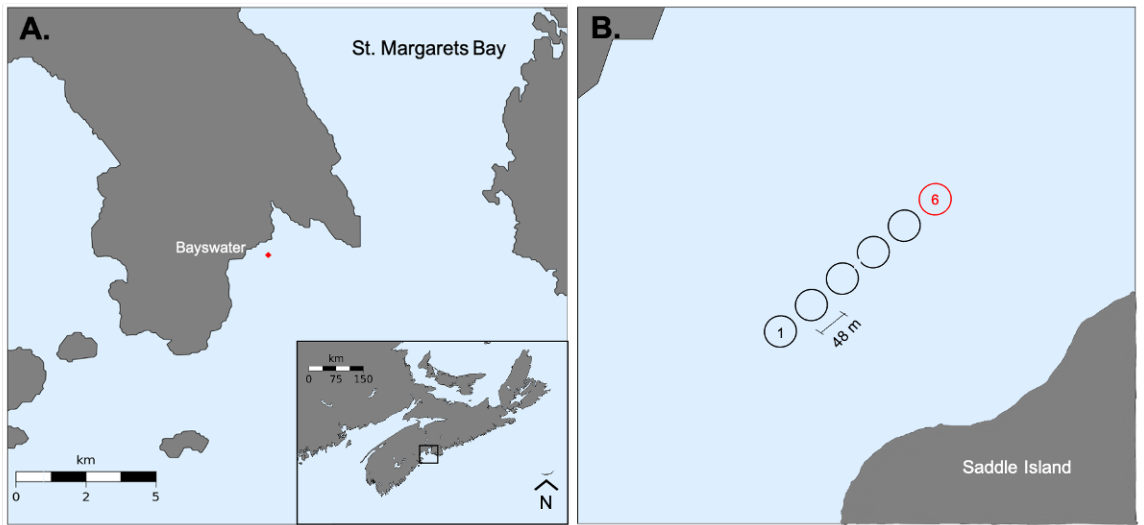 A.
St. Margarets Bay
Bayswater
km
0 2 5
km
0 75 150
N
B.
6
1
48 m
Saddle Island